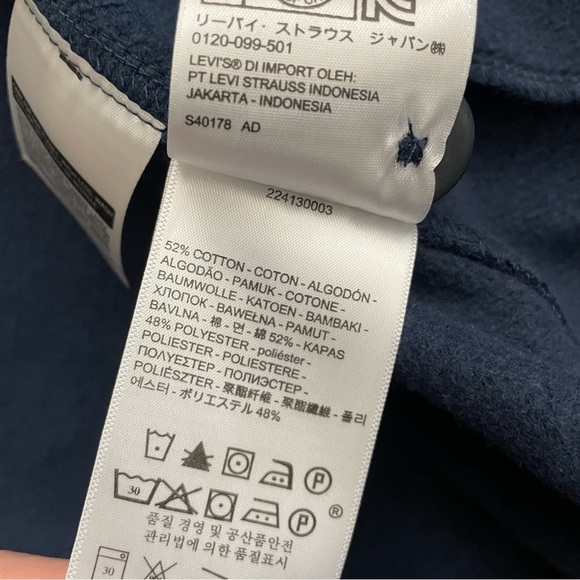 リーバイ・ストラウス ジャパン㈱
0120-099-501
LEVI'S® DI IMPORT OLEH:
PT LEVI STRAUSS INDONESIA
JAKARTA - INDONESIA
S40178 AD
224130003
52% COTTON - COTON - ALGODÓN -
ALGODÃO - PAMUK - COTONE -
BAUMWOLLE - KATOEN - BAMBAKI -
ХЛОПОК - BAWEŁNA - PAMUT -
BAVLNA - 棉 - 면 - 綿 52% - KAPAS
48% POLYESTER - poliéster -
POLIESTER - POLIESTERE -
ΠΟΛΥΕΣΤΕΡ - ПОЛИЭСТЕР -
POLIÉSZTER - 聚酯纤维 - 聚酯纖維 - 폴리
에스터 - ポリエステル 48%
P
30 P ®
품질 경영 및 공산품안전
관리법에 의한 품질표시
30